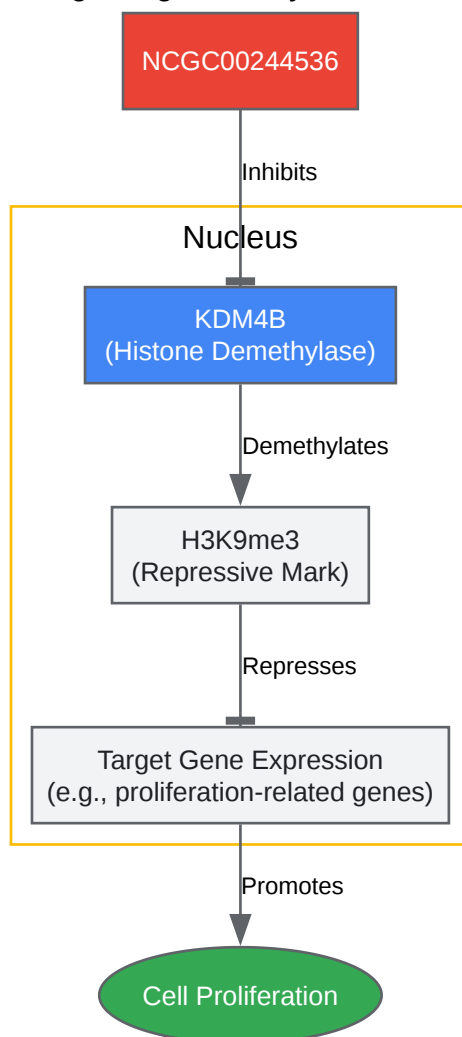 NCGC00244536
Inhibits
Nucleus
KDM4B
(Histone Demethylase)
Demethylates
H3K9me3
(Repressive Mark)
Represses
Target Gene Expression
(e.g., proliferation-related genes)
Promotes
Cell Proliferation